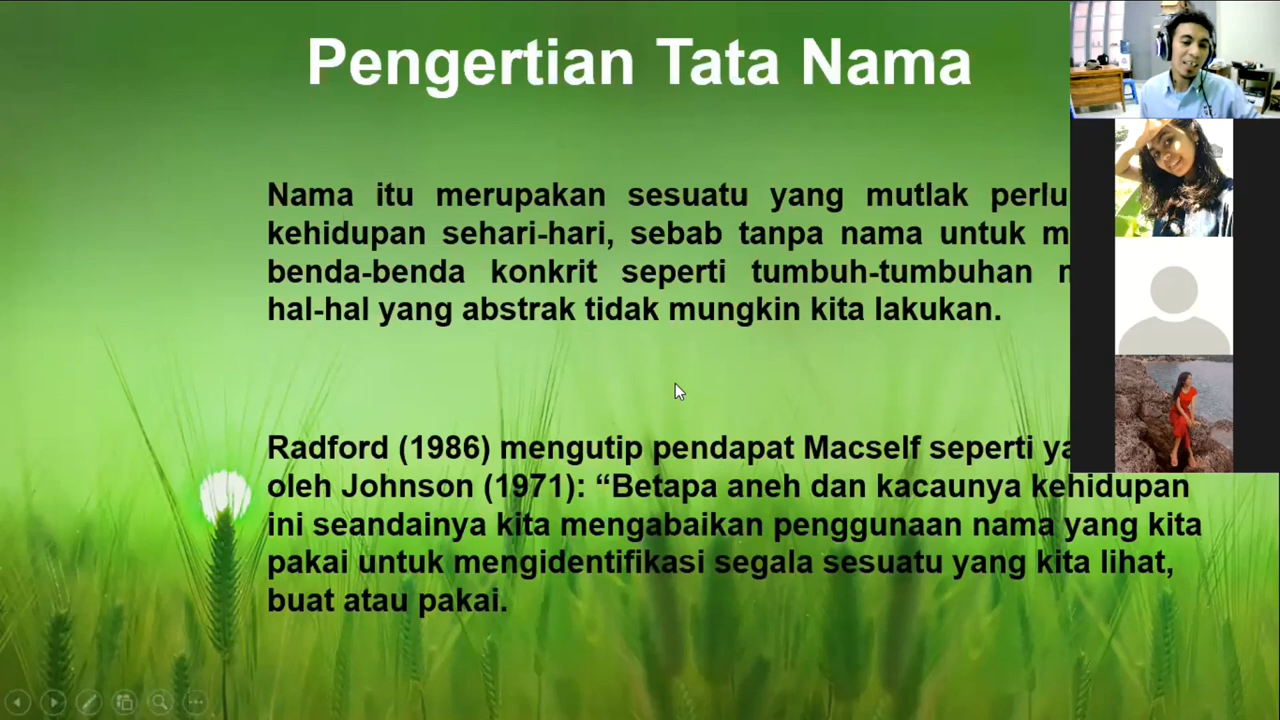 Pengertian Tata Nama
Nama itu merupakan sesuatu yang mutlak perlu
kehidupan sehari-hari, sebab tanpa nama untuk
benda-benda konkrit seperti tumbuh-tumbuhan
hal-hal yang abstrak tidak mungkin kita lakukan.
Radford (1986) mengutip pendapat Macself seperti
oleh Johnson (1971): “Betapa aneh dan kacaunya kehidupan
ini seandainya kita mengabaikan penggunaan nama yang kita
pakai untuk mengidentifikasi segala sesuatu yang kita lihat,
buat atau pakai.